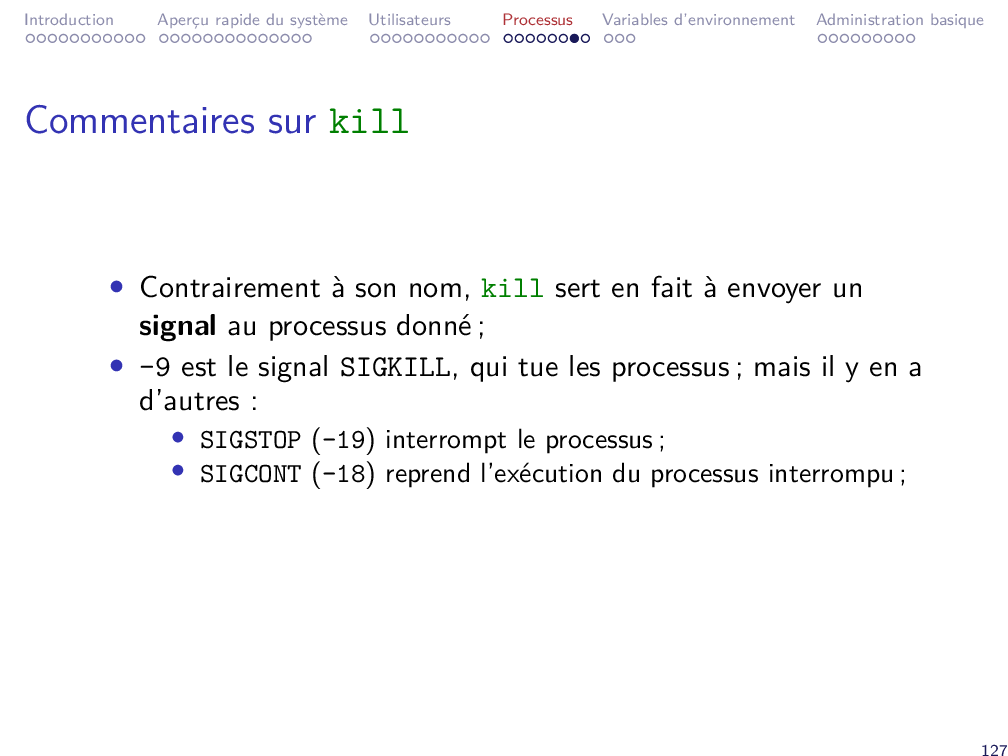 Introduction Aperçu rapide du système Utilisateurs Processus Variables d'environnement Administration basique
Commentaires sur kill
• Contrairement à son nom, kill sert en fait à envoyer un
signal au processus donné ;
• -9 est le signal SIGKILL, qui tue les processus ; mais il y en a
d'autres :
• SIGSTOP (-19) interrompt le processus ;
• SIGCONT (-18) reprend l'exécution du processus interrompu ;
127